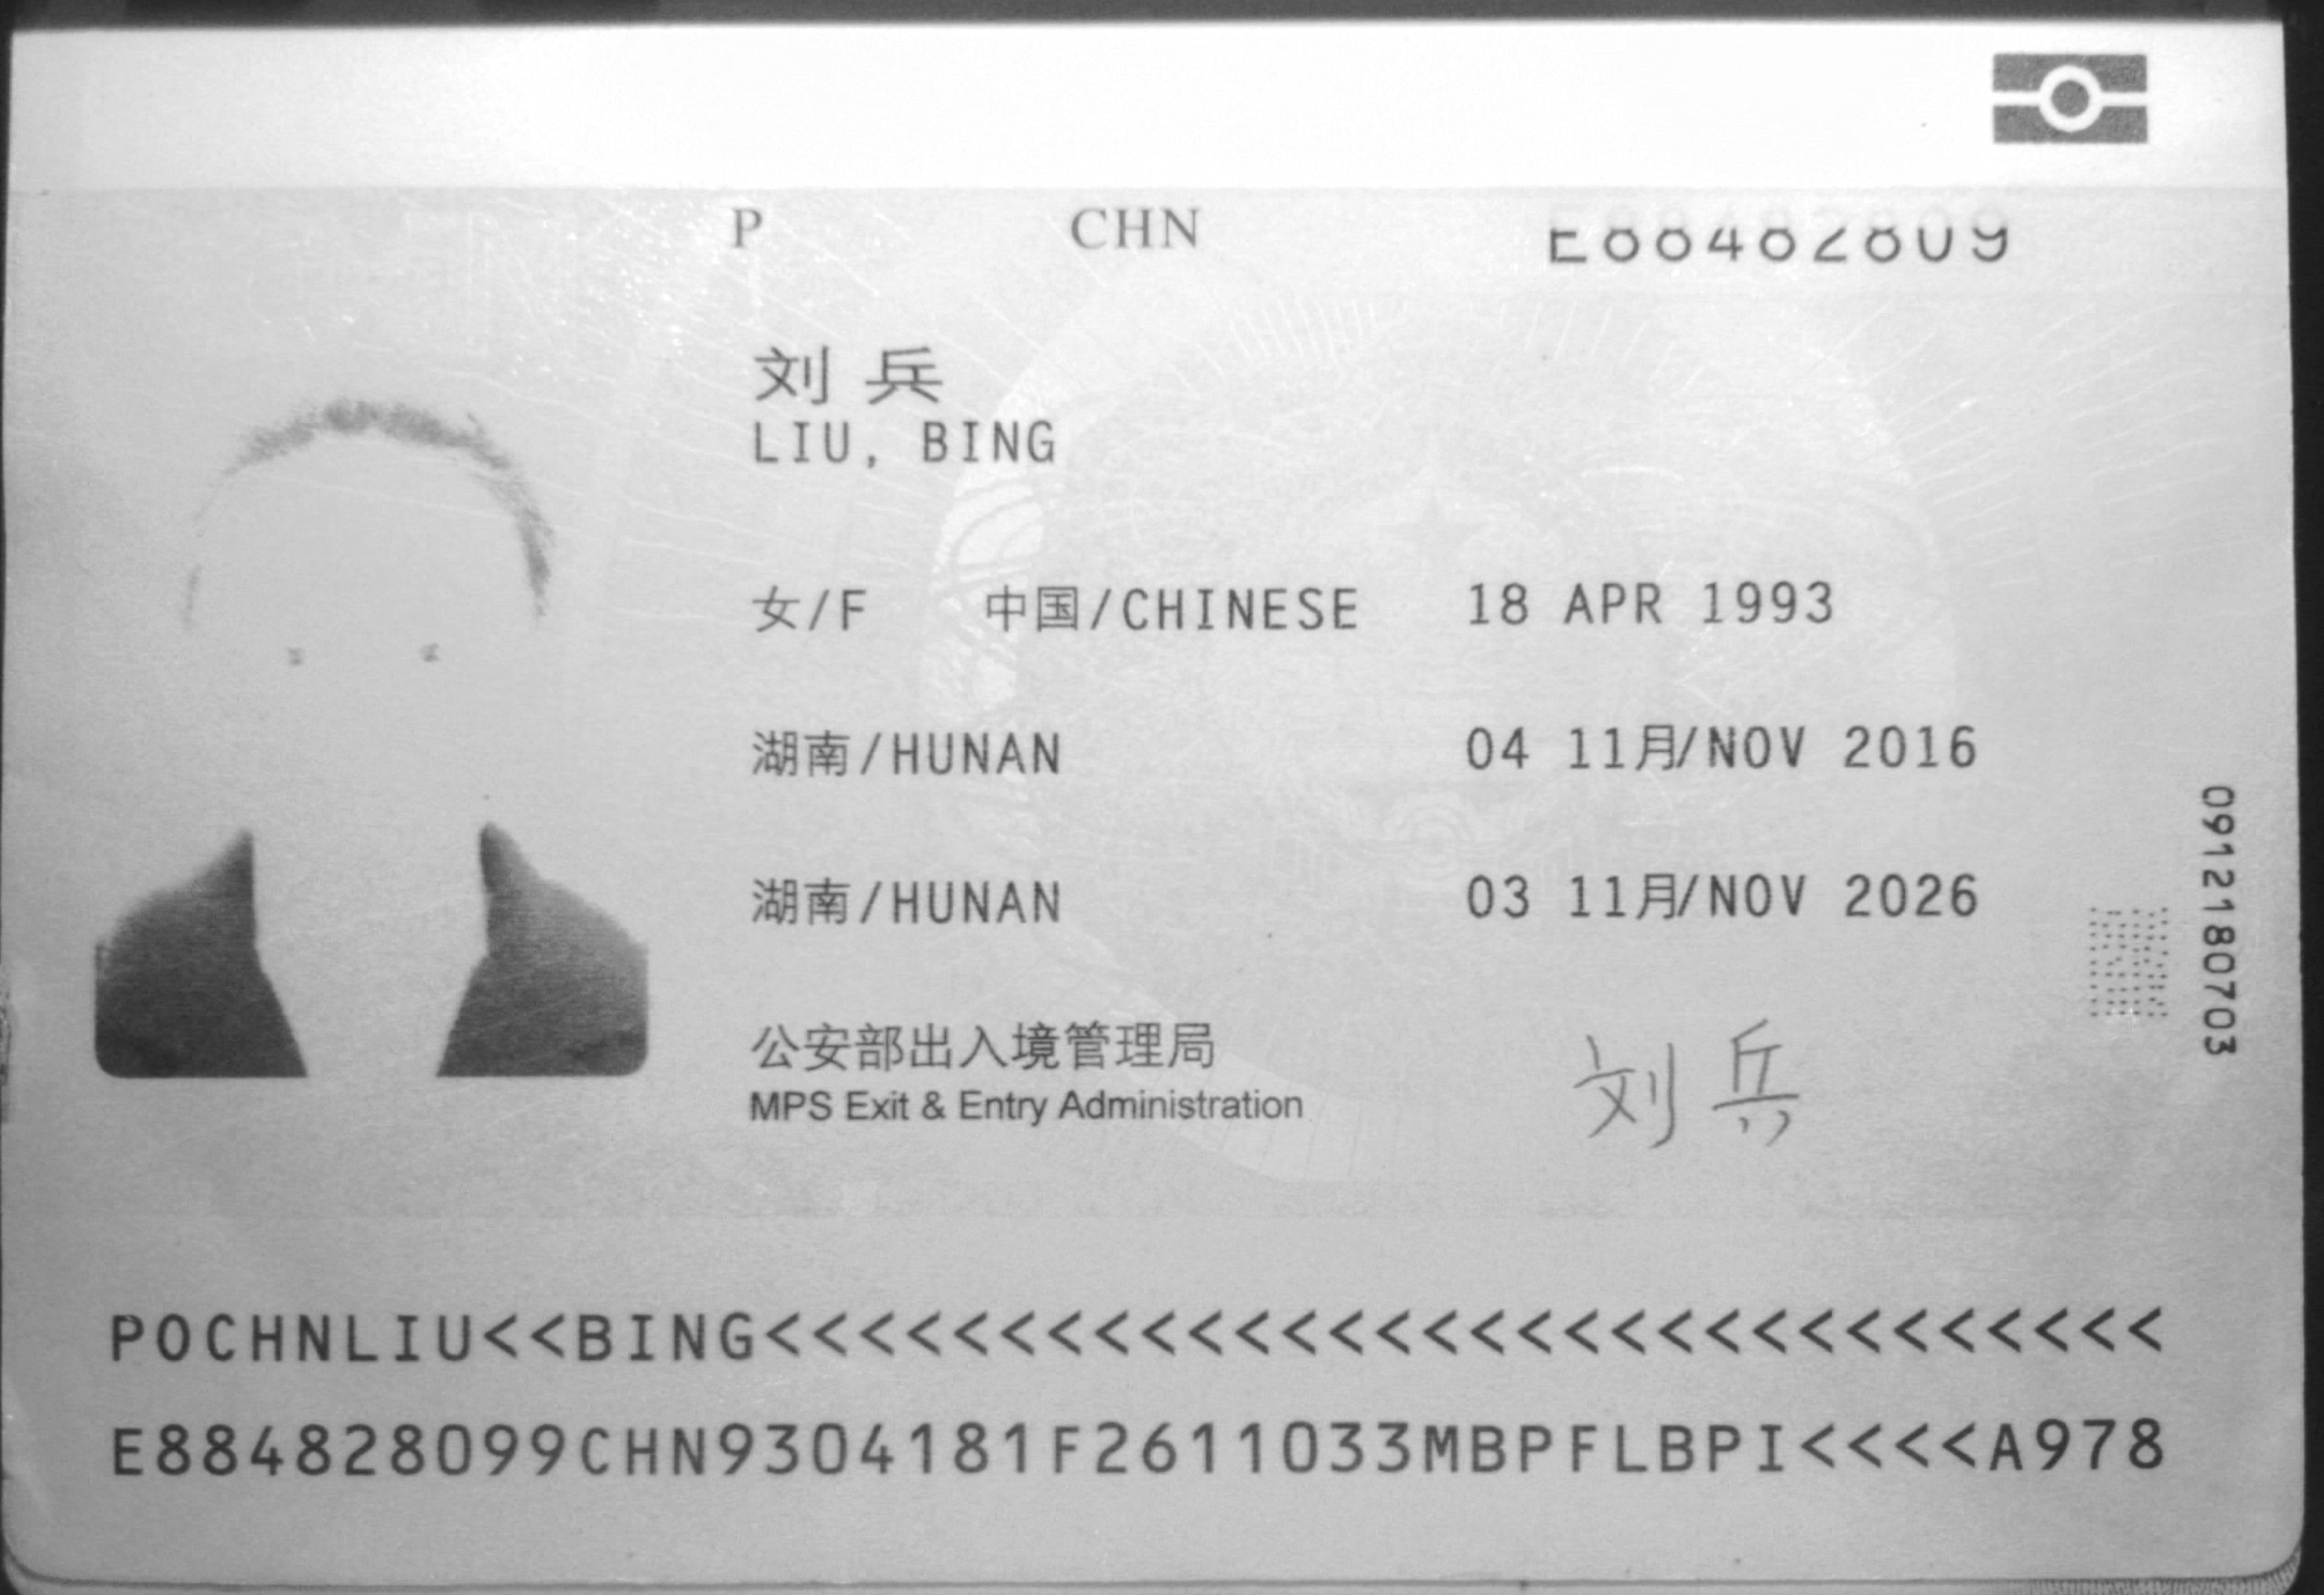 P CHN E88482809
刘 兵
LIU, BING
女/F 中国/CHINESE 18 APR 1993
湖南/HUNAN 04 11月/NOV 2016
湖南/HUNAN 03 11月/NOV 2026
公安部出入境管理局
MPS Exit & Entry Administration
刘兵
091218070З
POCHNLIU<<BING<<<<<<<<<<<<<<<<<<<<<<<<<<<<<<
E884828099CHN9304181F2611033MBPFLBPI<<<<A978